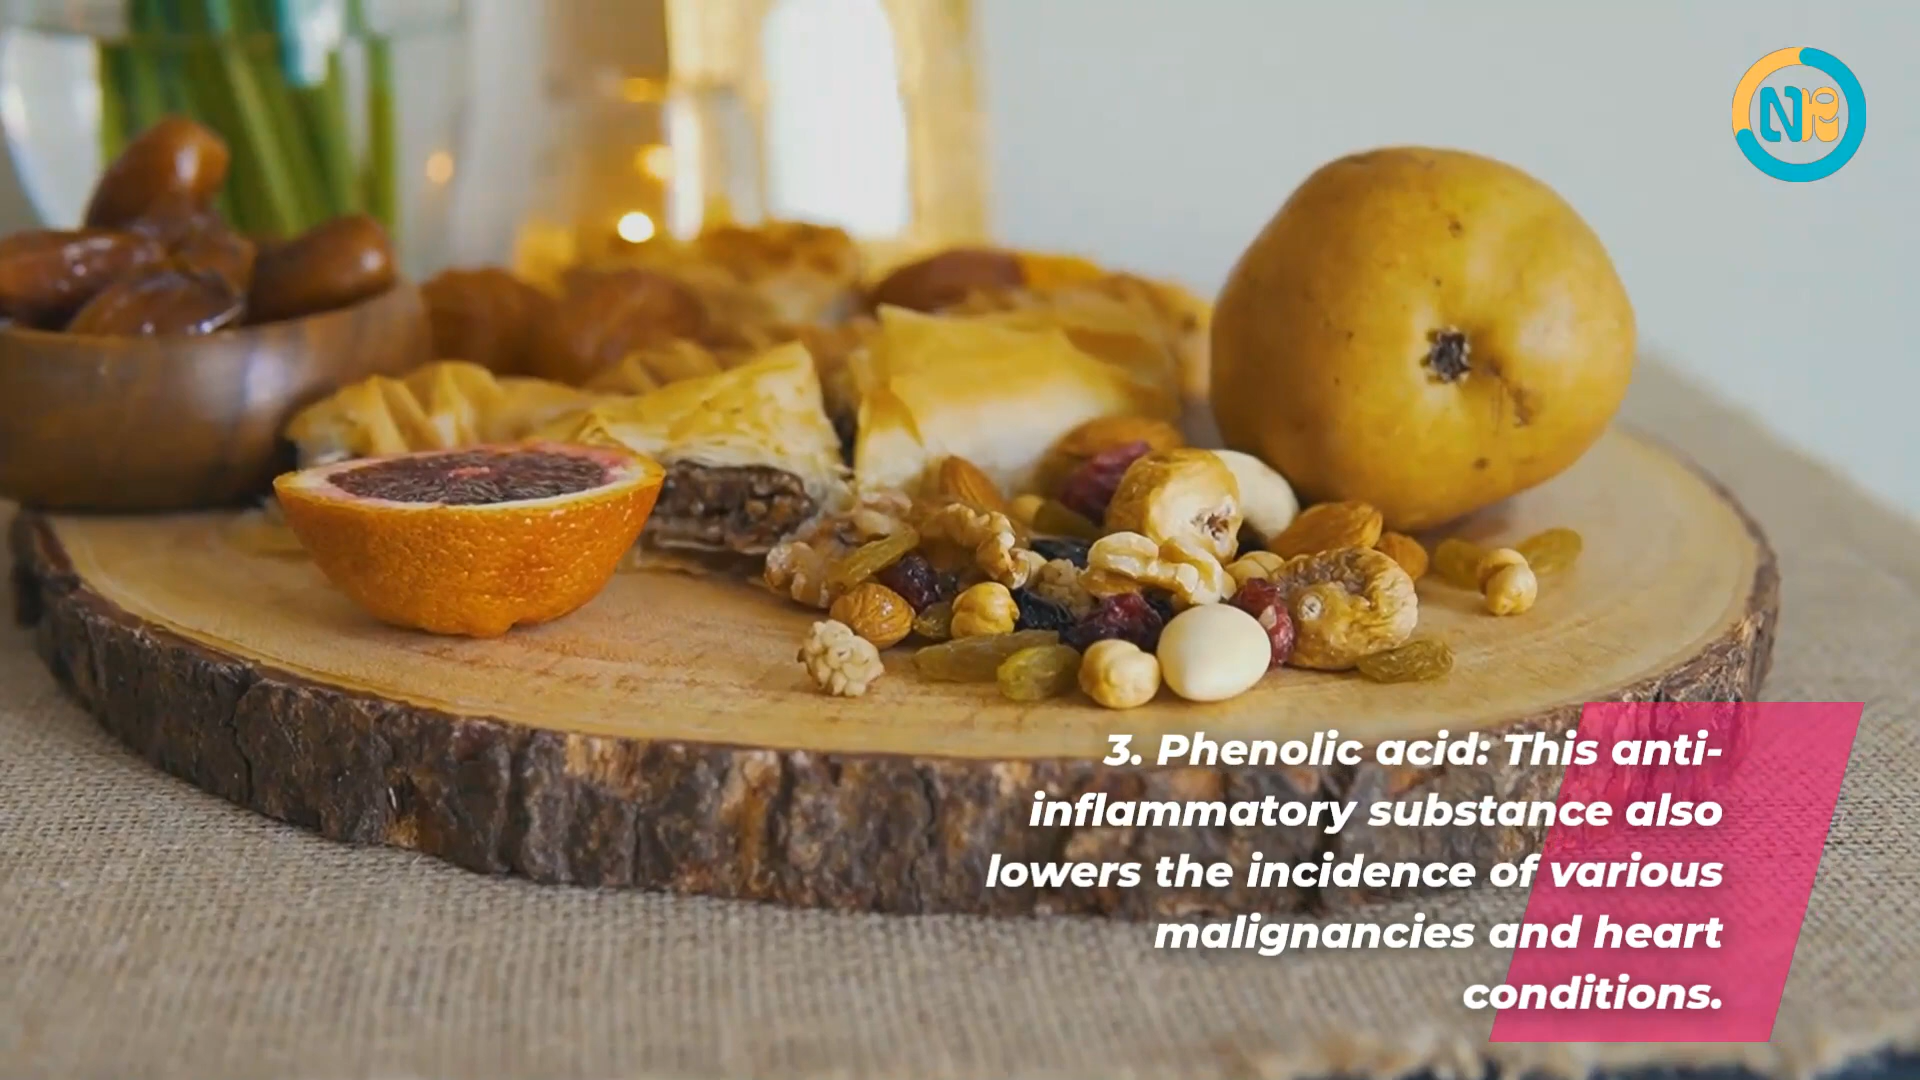 3. Phenolic acid: This anti-
inflammatory substance also
lowers the incidence of various
malignancies and heart
conditions.